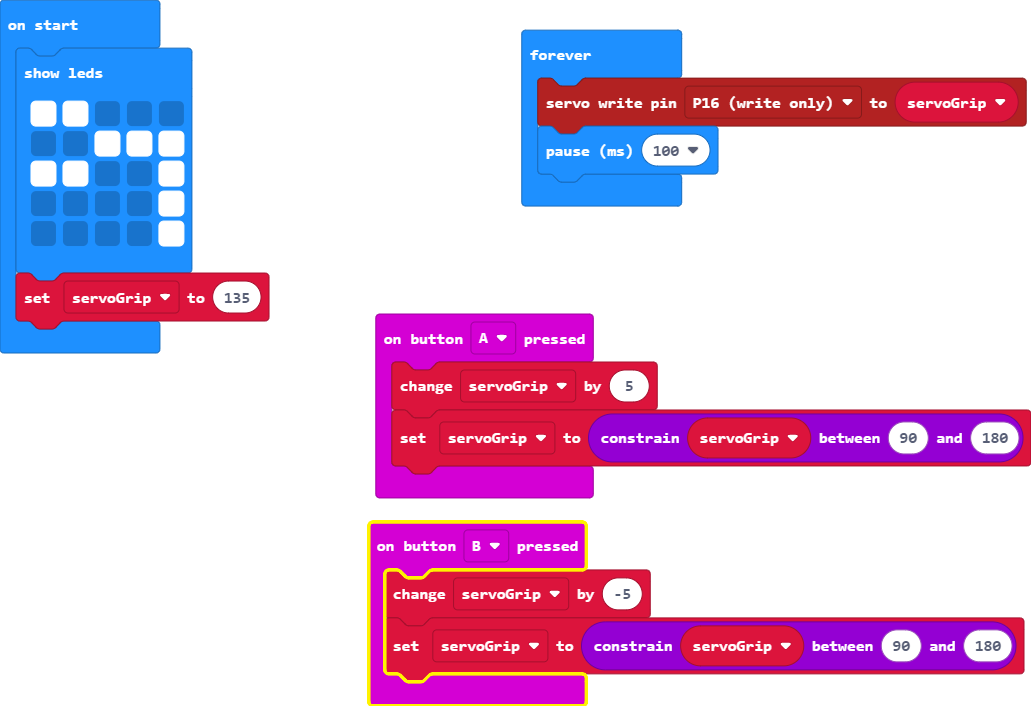 on start
show leds
set servoGrip to 135
forever
servo write pin P16 (write only) to servoGrip
pause (ms) 100
on button A pressed
change servoGrip by 5
set servoGrip to constrain servoGrip between 90 and 180
on button B pressed
change servoGrip by -5
set servoGrip to constrain servoGrip between 90 and 180